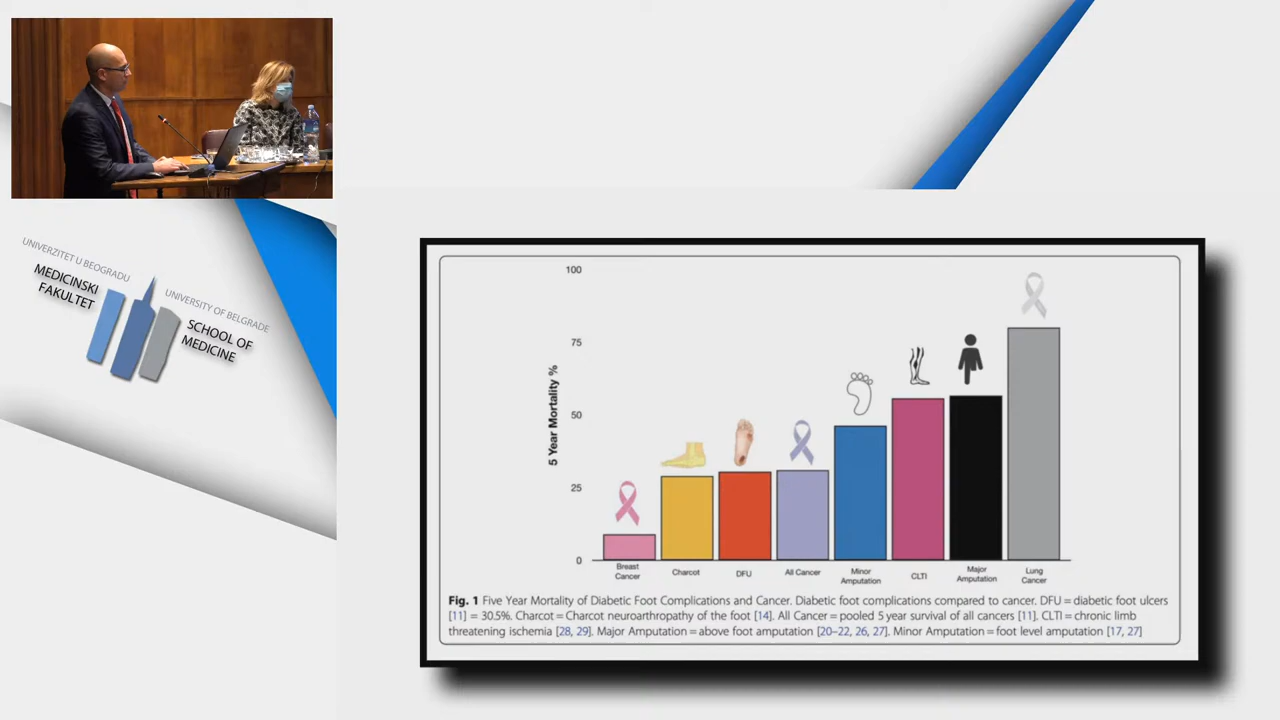 UNIVERZITET U BEOGRADU
MEDICINSKI
FAKULTET
UNIVERSITY OF BELGRADE
SCHOOL OF
MEDICINE
5 Year Mortality %
100
75
50
25
0
Breast
Cancer
Charcot
DFU
All Cancer
Minor
Amputation
CLTI
Major
Amputation
Lung
Cancer
Fig. 1 Five Year Mortality of Diabetic Foot Complications and Cancer. Diabetic foot complications compared to cancer. DFU = diabetic foot ulcers
[11] = 30.5%. Charcot = Charcot neuroarthropathy of the foot [14]. All Cancer = pooled 5 year survival of all cancers [11]. CLTI = chronic limb
threatening ischemia [28, 29]. Major Amputation = above foot amputation [20–22, 26, 27]. Minor Amputation = foot level amputation [17, 27]